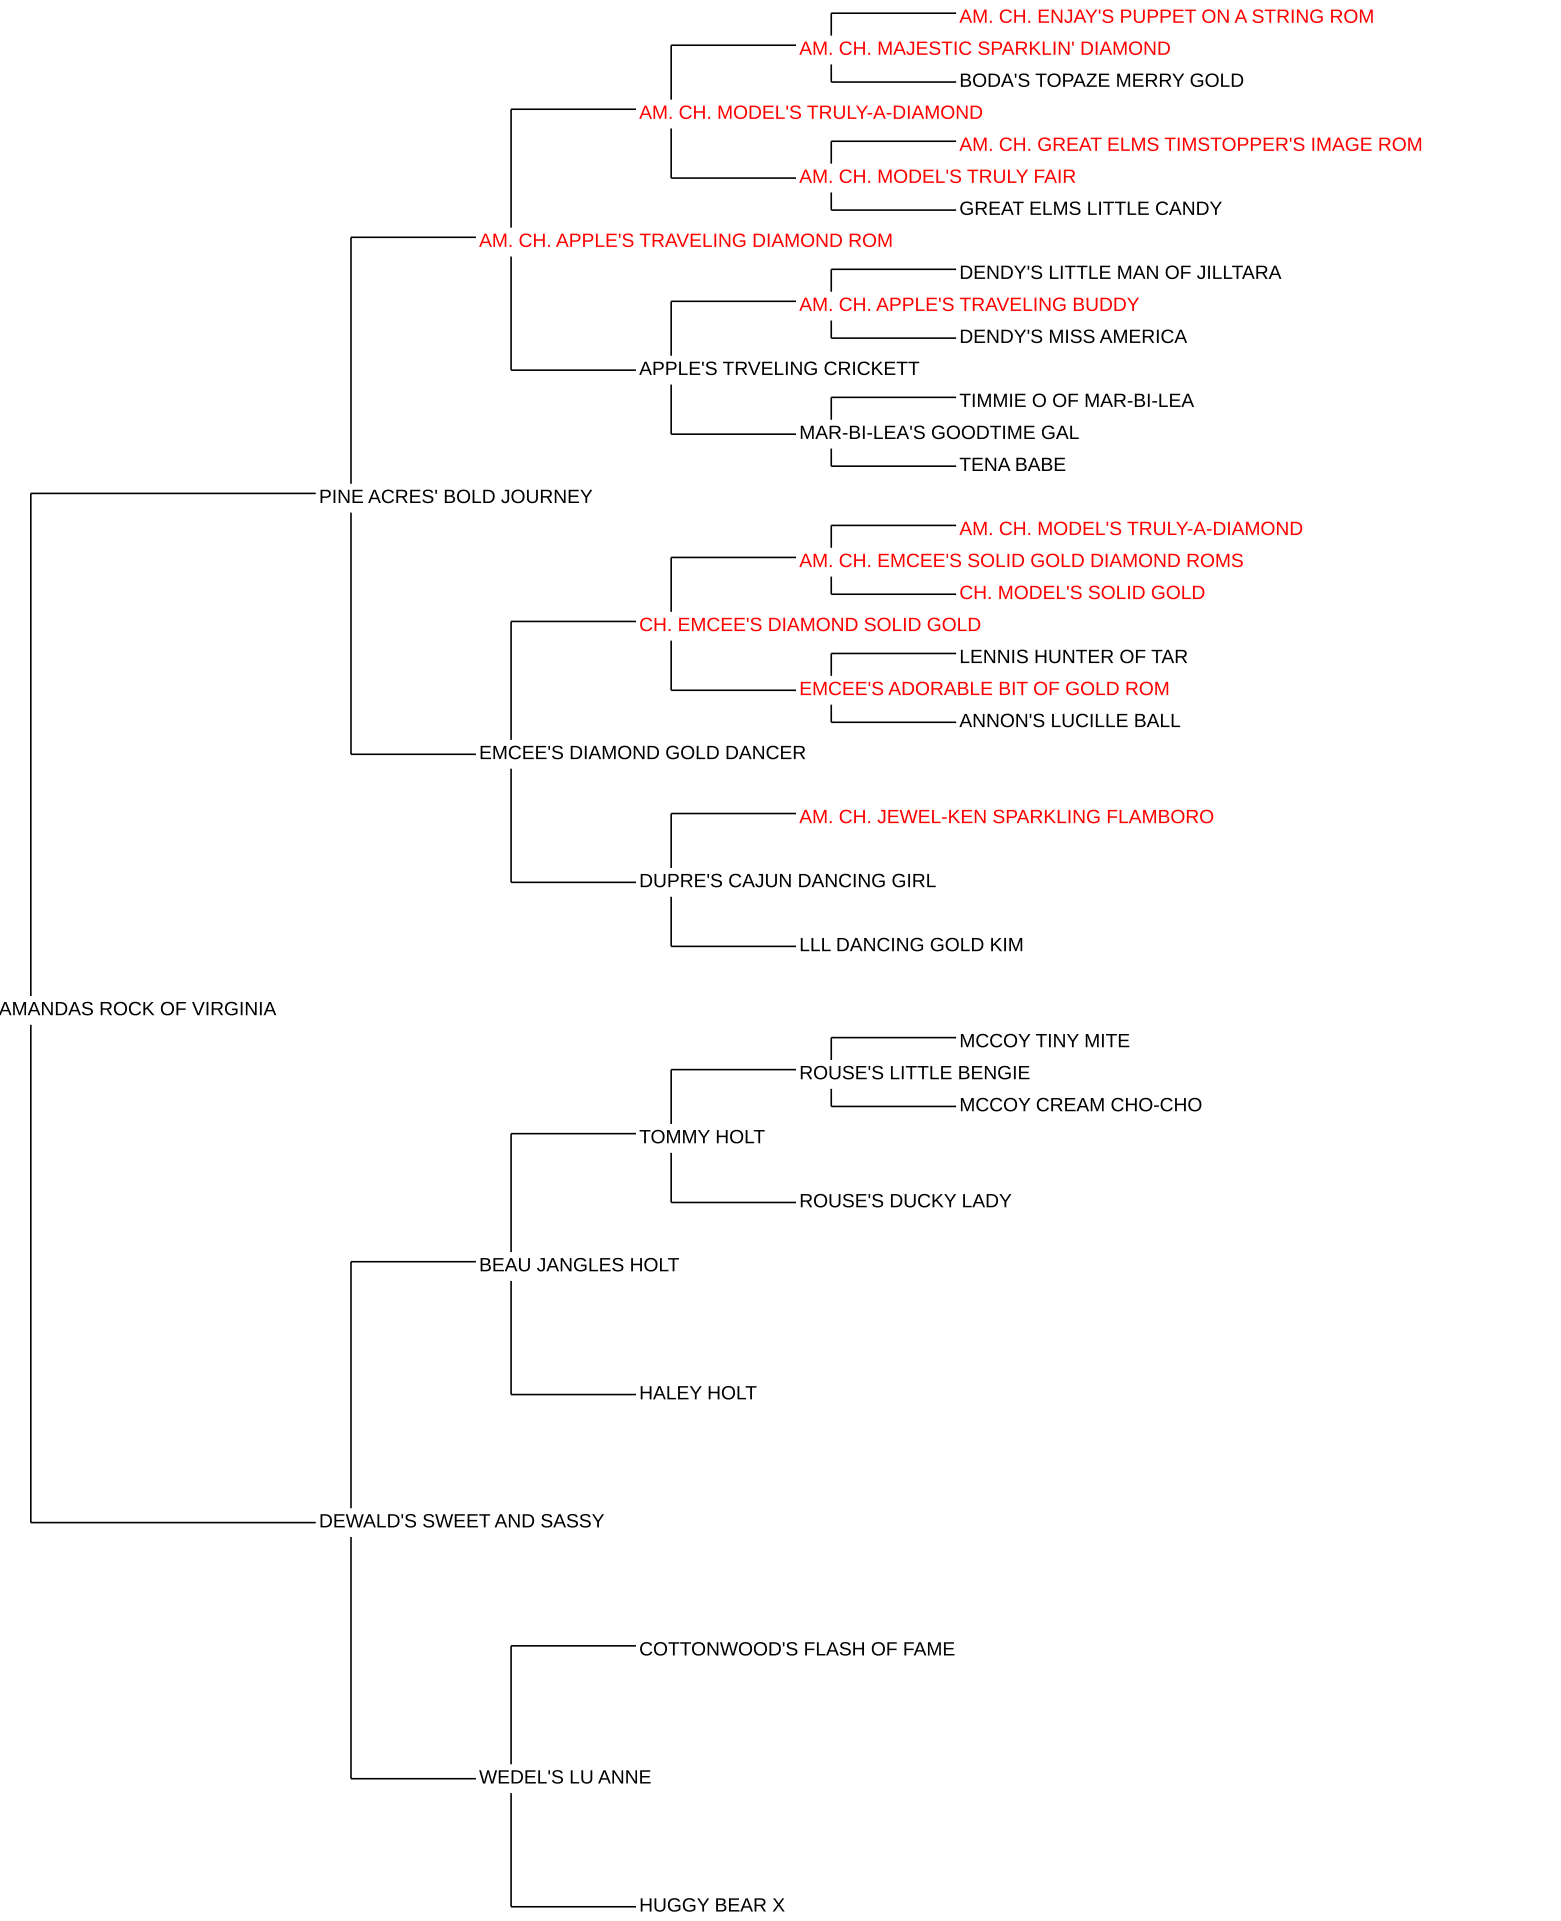 AM. CH. ENJAY'S PUPPET ON A STRING ROM
AM. CH. MAJESTIC SPARKLIN' DIAMOND
BODA'S TOPAZE MERRY GOLD
AM. CH. MODEL'S TRULY-A-DIAMOND
AM. CH. GREAT ELMS TIMSTOPPER'S IMAGE ROM
AM. CH. MODEL'S TRULY FAIR
GREAT ELMS LITTLE CANDY
AM. CH. APPLE'S TRAVELING DIAMOND ROM
DENDY'S LITTLE MAN OF JILLTARA
AM. CH. APPLE'S TRAVELING BUDDY
DENDY'S MISS AMERICA
APPLE'S TRVELING CRICKETT
TIMMIE O OF MAR-BI-LEA
MAR-BI-LEA'S GOODTIME GAL
TENA BABE
PINE ACRES' BOLD JOURNEY
AM. CH. MODEL'S TRULY-A-DIAMOND
AM. CH. EMCEE'S SOLID GOLD DIAMOND ROMS
CH. MODEL'S SOLID GOLD
CH. EMCEE'S DIAMOND SOLID GOLD
LENNIS HUNTER OF TAR
EMCEE'S ADORABLE BIT OF GOLD ROM
ANNON'S LUCILLE BALL
EMCEE'S DIAMOND GOLD DANCER
AM. CH. JEWEL-KEN SPARKLING FLAMBORO
DUPRE'S CAJUN DANCING GIRL
LLL DANCING GOLD KIM
AMANDAS ROCK OF VIRGINIA
MCCOY TINY MITE
ROUSE'S LITTLE BENGIE
MCCOY CREAM CHO-CHO
TOMMY HOLT
ROUSE'S DUCKY LADY
BEAU JANGLES HOLT
HALEY HOLT
DEWALD'S SWEET AND SASSY
COTTONWOOD'S FLASH OF FAME
WEDEL'S LU ANNE
HUGGY BEAR X